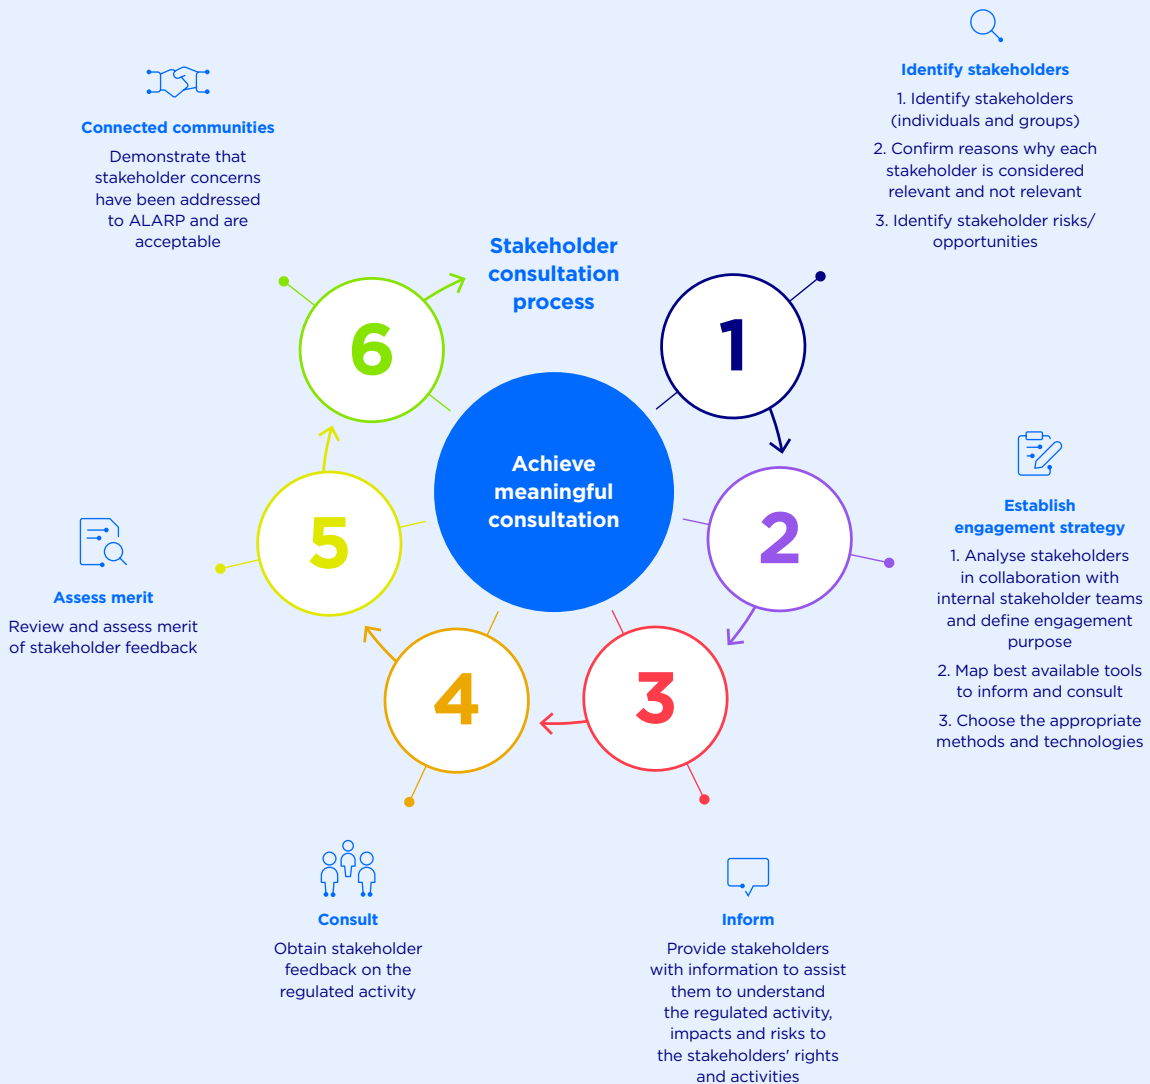 Stakeholder
consultation
process
Achieve
meaningful
consultation
1
Identify stakeholders
1. Identify stakeholders
(individuals and groups)
2. Confirm reasons why each
stakeholder is considered
relevant and not relevant
3. Identify stakeholder risks/
opportunities
2
Establish
engagement strategy
1. Analyse stakeholders
in collaboration with
internal stakeholder teams
and define engagement
purpose
2. Map best available tools
to inform and consult
3. Choose the appropriate
methods and technologies
3
Inform
Provide stakeholders
with information to assist
them to understand
the regulated activity,
impacts and risks to
the stakeholders' rights
and activities
4
Consult
Obtain stakeholder
feedback on the
regulated activity
5
Assess merit
Review and assess merit
of stakeholder feedback
6
Connected communities
Demonstrate that
stakeholder concerns
have been addressed
to ALARP and are
acceptable